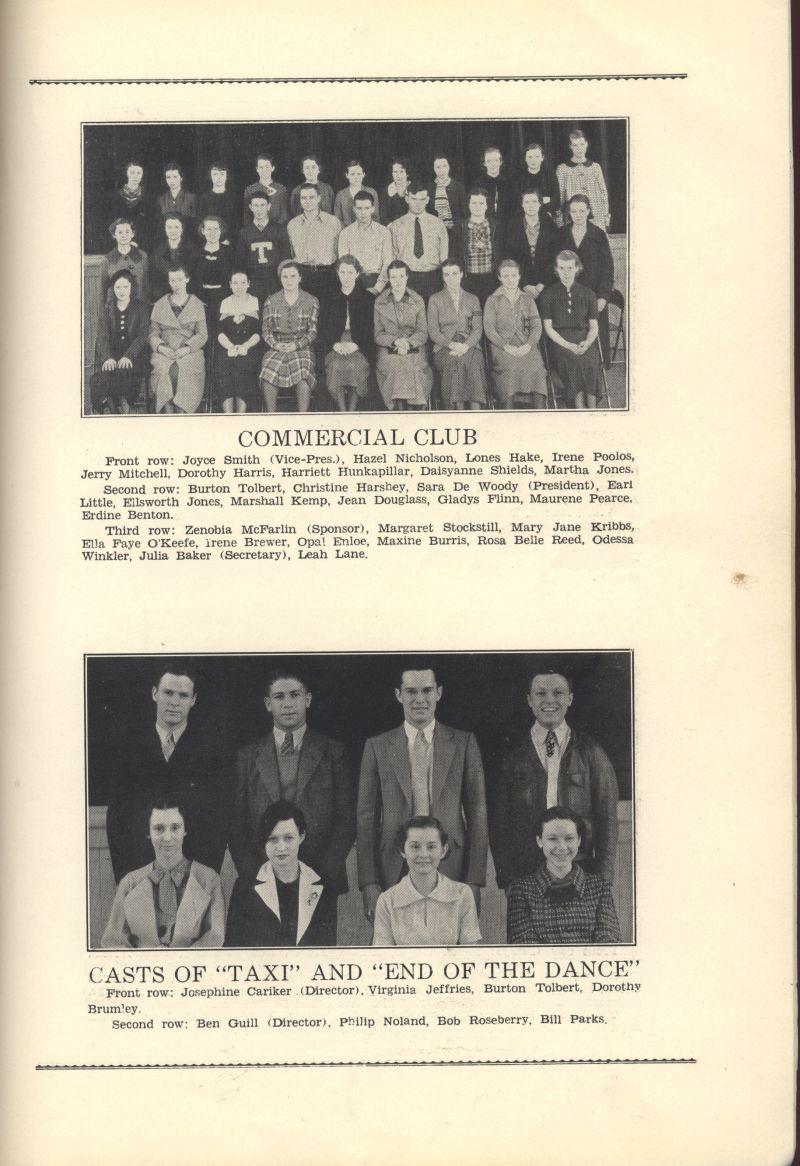 T
COMMERCIAL CLUB
Front row: Joyce Smith (Vice-Pres.), Hazel Nicholson, Lones Hake, Irene Poolos,
Jerry Mitchell, Dorothy Harris, Harriett Hunkapillar, Daisyanne Shields, Martha Jones.
Second row: Burton Tolbert, Christine Harshey, Sara De Woody (President), Earl
Little, Ellsworth Jones, Marshall Kemp, Jean Douglass, Gladys Flinn, Maurene Pearce,
Erdine Benton.
Third row: Zenobia McFarlin (Sponsor), Margaret Stockstill, Mary Jane Kribbs,
Ella Faye O'Keefe, Irene Brewer, Opal Enloe, Maxine Burris, Rosa Belle Reed, Odessa
Winkler, Julia Baker (Secretary), Leah Lane.
CASTS OF "TAXI" AND "END OF THE DANCE"
Front row: Josephine Cariker (Director), Virginia Jeffries, Burton Tolbert, Dorothy
Brumley.
Second row: Ben Guill (Director), Philip Noland, Bob Roseberry, Bill Parks.